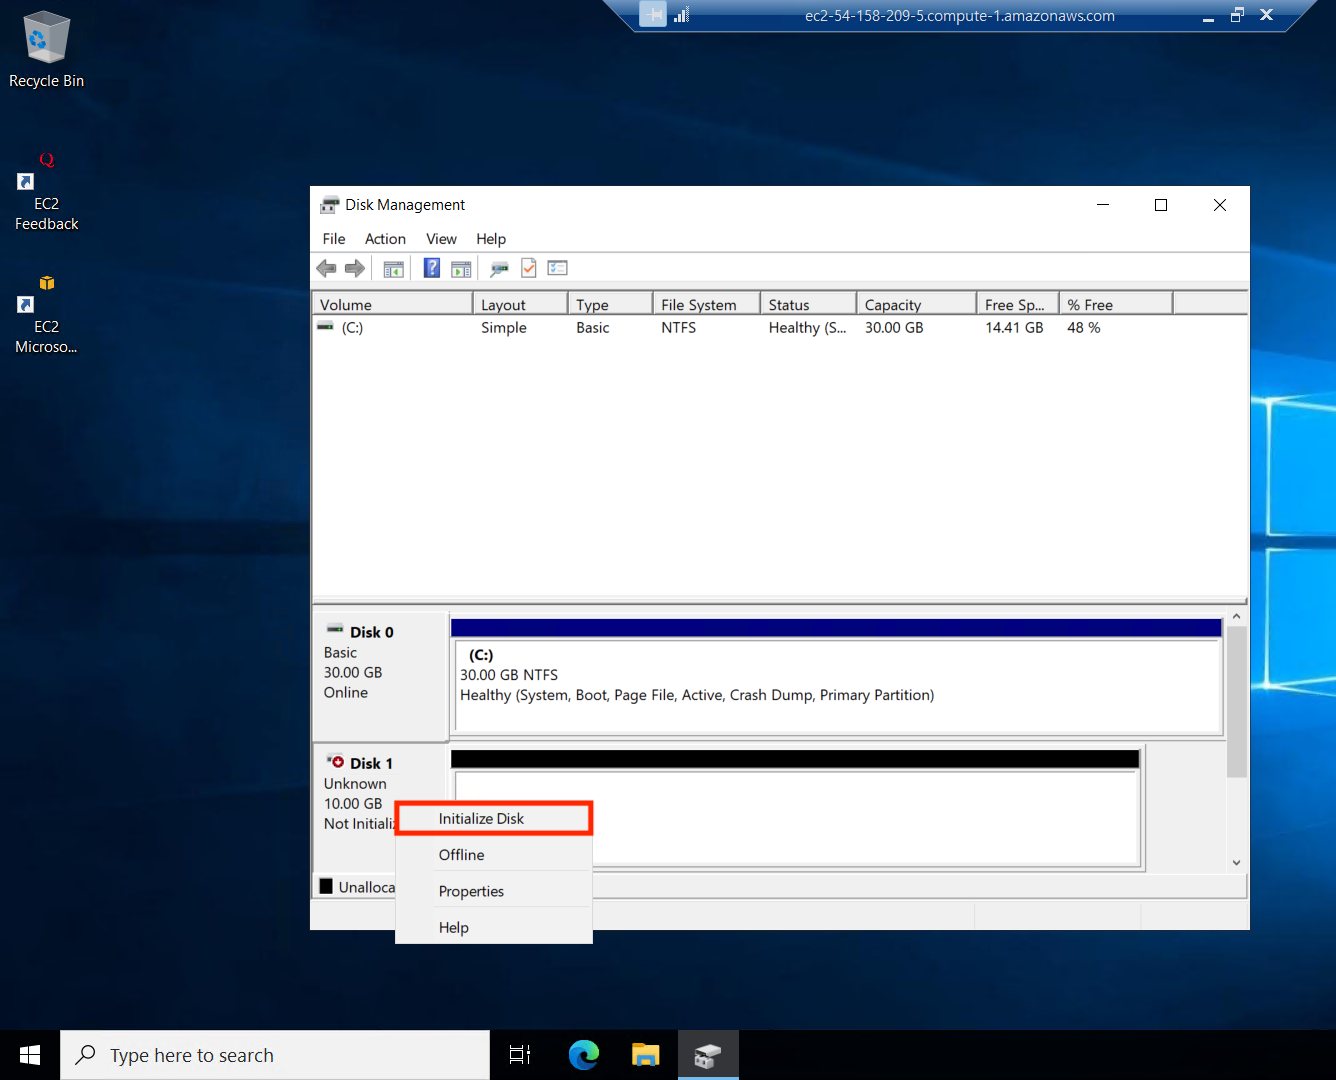 ec2-54-158-209-5.compute-1.amazonaws.com
Recycle Bin
Q
EC2
Feedback
EC2
Microso...
Disk Management
File Action View Help
Volume Layout Type File System Status Capacity Free Sp... % Free
(C:) Simple Basic NTFS Healthy (S... 30.00 GB 14.41 GB 48 %
Disk 0
Basic
30.00 GB
Online
(C:)
30.00 GB NTFS
Healthy (System, Boot, Page File, Active, Crash Dump, Primary Partition)
Disk 1
Unknown
10.00 GB
Not Initializ
Initialize Disk
Offline
Properties
Help
Unalloca
Type here to search